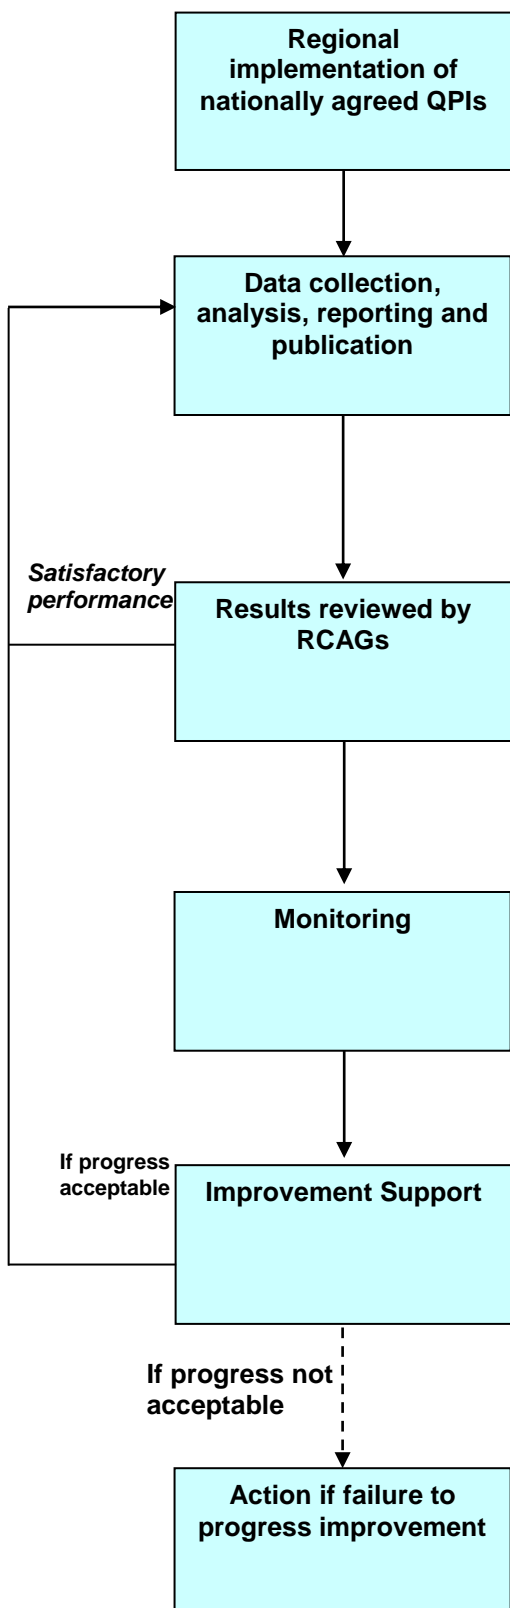 Regional
implementation of
nationally agreed QPIs
Data collection,
analysis, reporting and
publication
Satisfactory
performance
Results reviewed by
RCAGs
Monitoring
If progress
acceptable
Improvement Support
If progress not
acceptable
Action if failure to
progress improvement